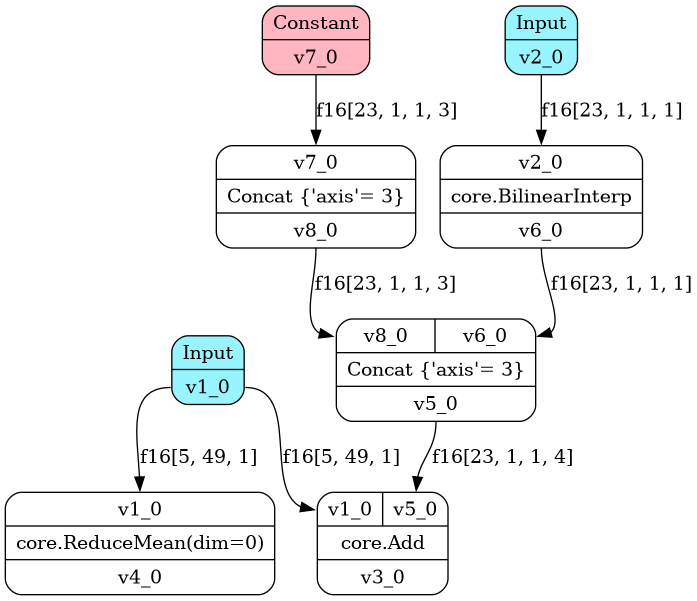 Constant
v7_0
Input
v2_0
f16[23, 1, 1, 3]
f16[23, 1, 1, 1]
v7_0
Concat {'axis'= 3}
v8_0
v2_0
core.BilinearInterp
v6_0
f16[23, 1, 1, 3]
f16[23, 1, 1, 1]
v8_0 v6_0
Concat {'axis'= 3}
v5_0
Input
v1_0
f16[5, 49, 1]
f16[5, 49, 1]
f16[23, 1, 1, 4]
v1_0
core.ReduceMean(dim=0)
v4_0
v1_0 v5_0
core.Add
v3_0